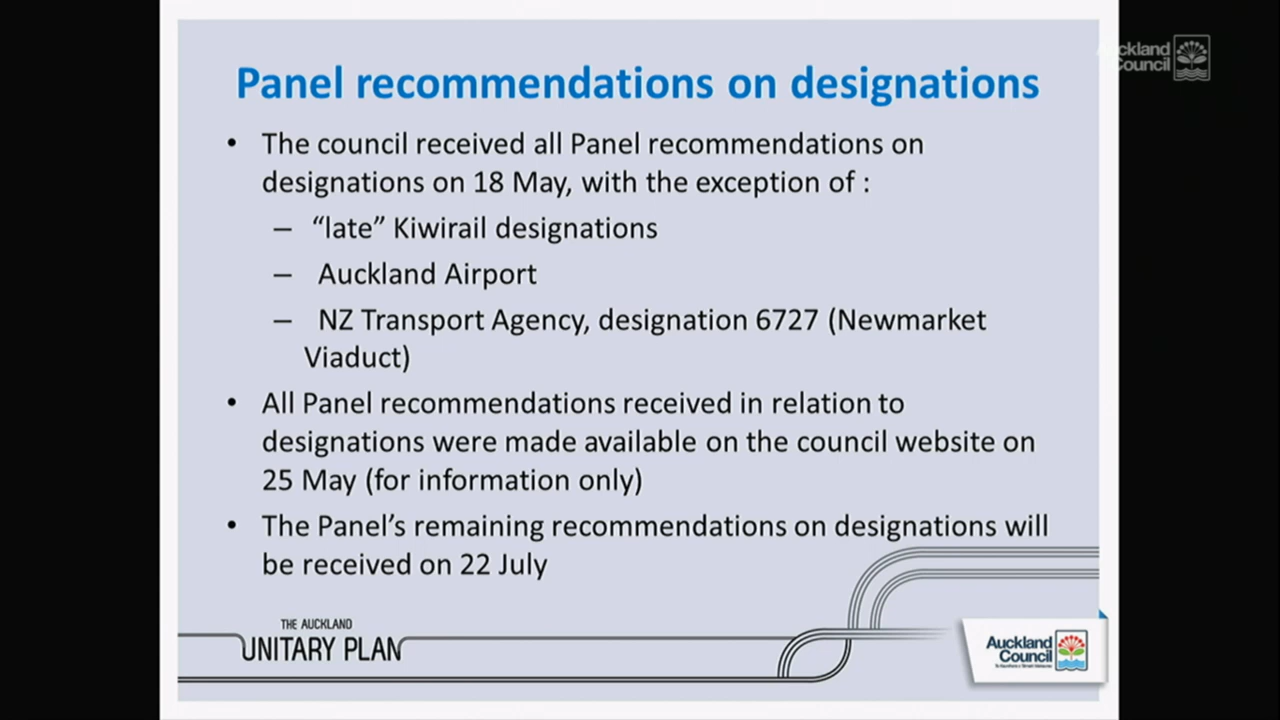 Auckland
Council
Panel recommendations on designations
• The council received all Panel recommendations on
designations on 18 May, with the exception of :
– “late” Kiwirail designations
– Auckland Airport
– NZ Transport Agency, designation 6727 (Newmarket
Viaduct)
• All Panel recommendations received in relation to
designations were made available on the council website on
25 May (for information only)
• The Panel’s remaining recommendations on designations will
be received on 22 July
THE AUCKLAND
UNITARY PLAN
Auckland
Council